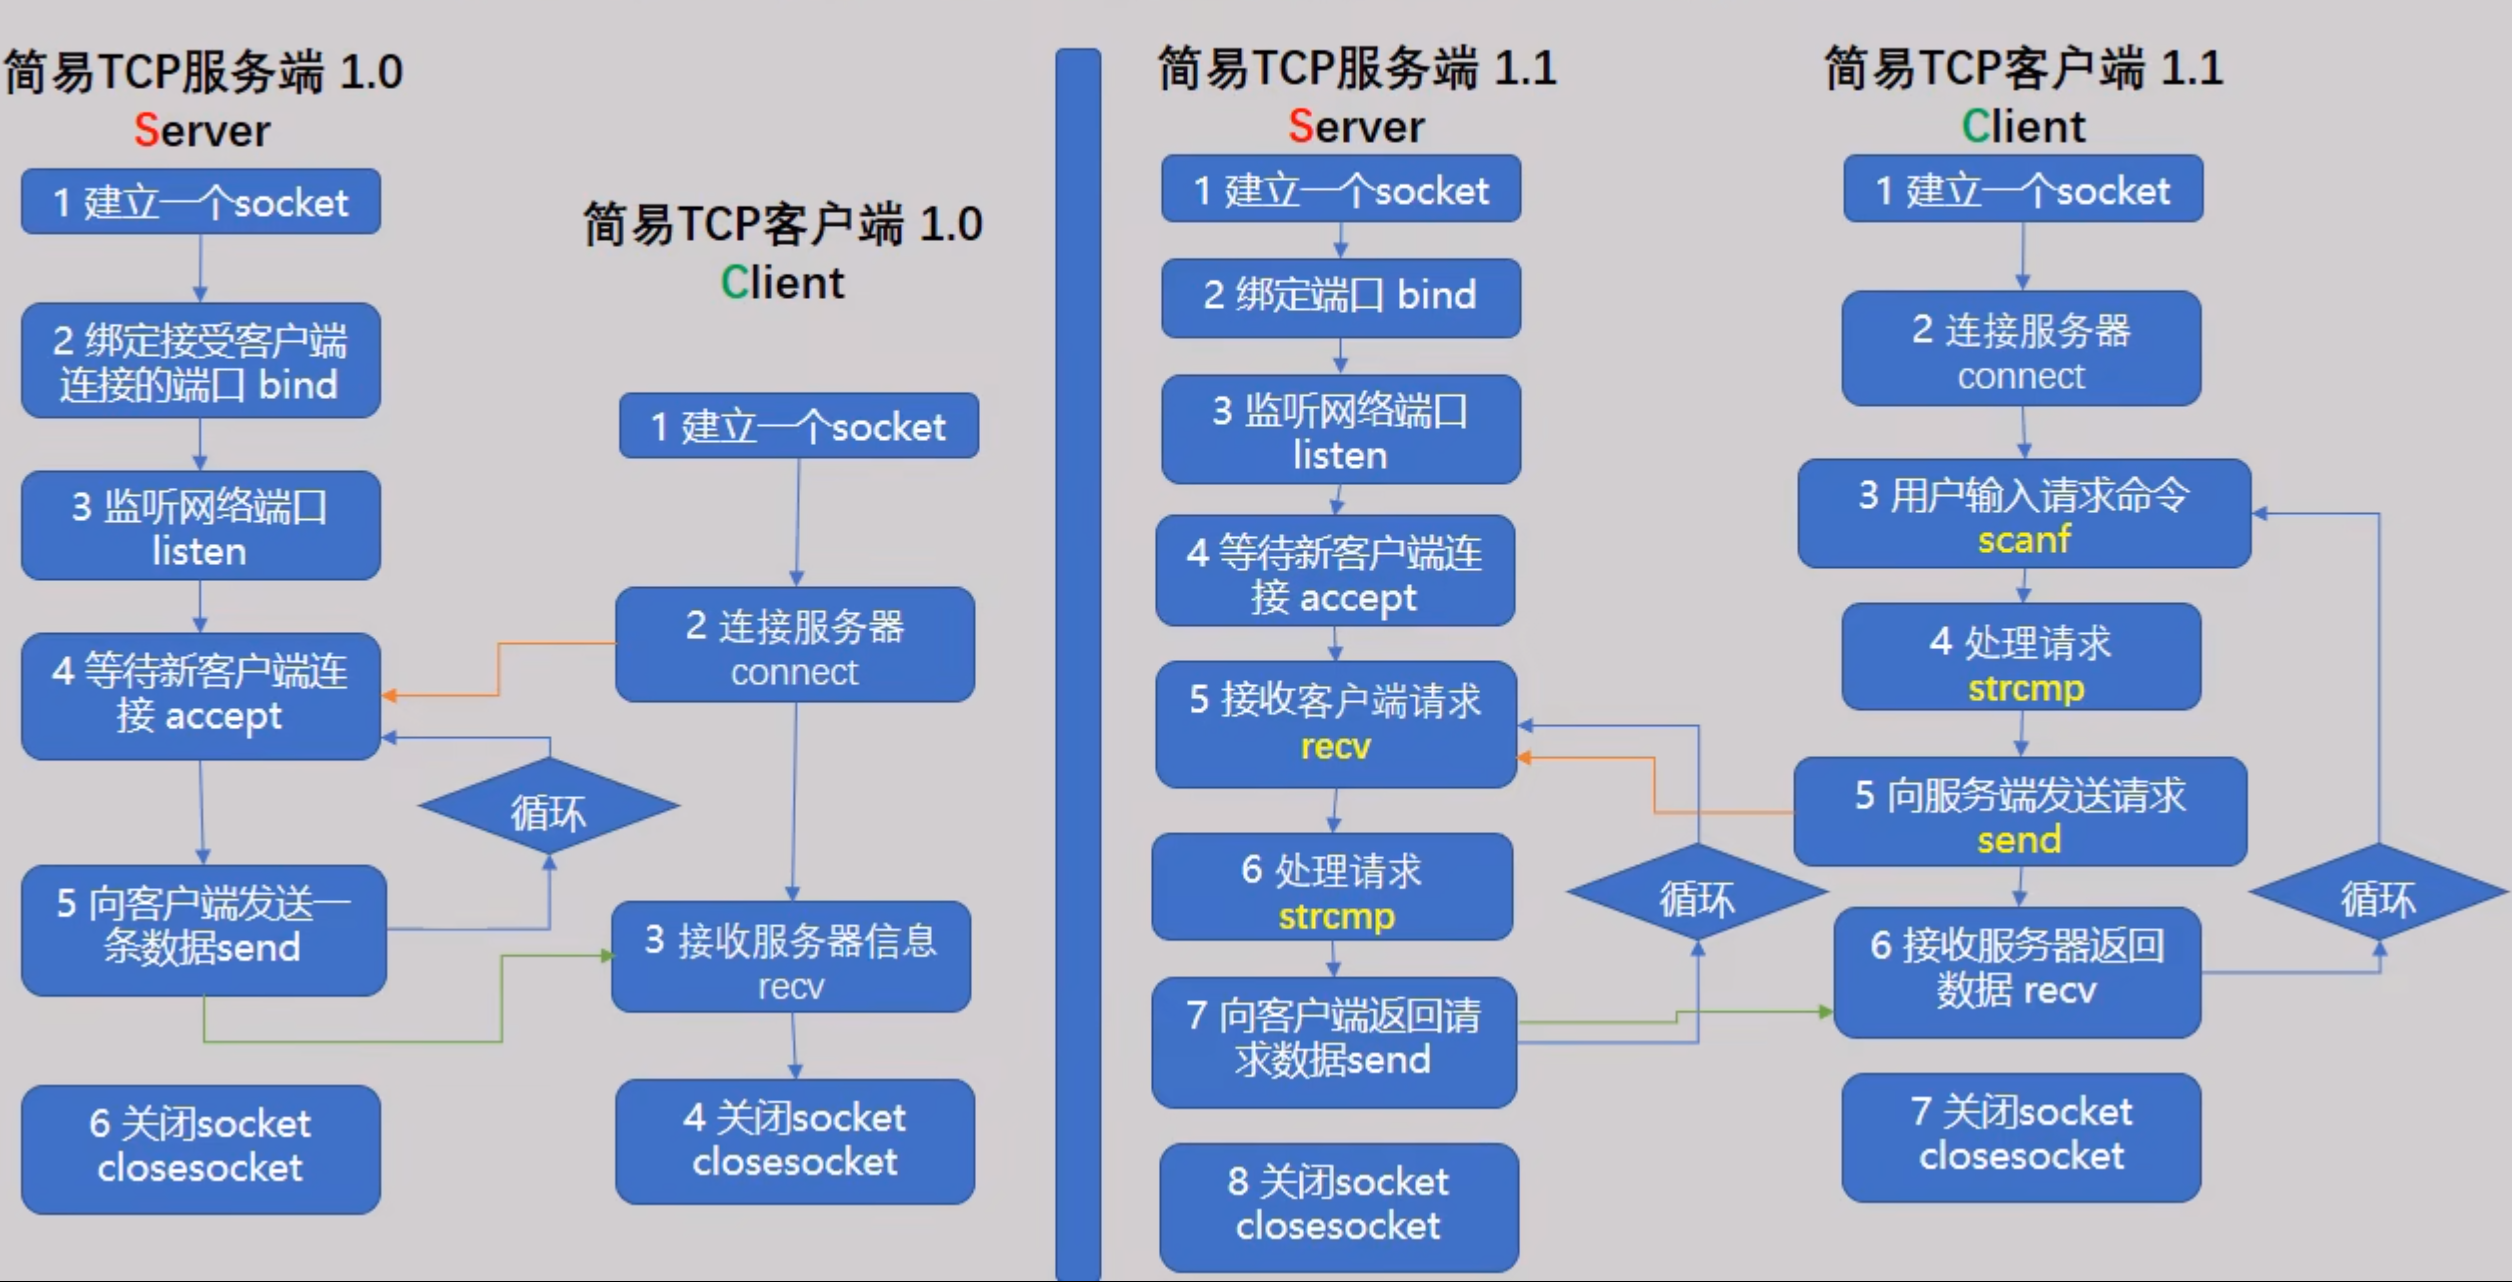 简易TCP服务端 1.0
Server
1 建立一个socket
2 绑定接受客户端
连接的端口 bind
3 监听网络端口
listen
4 等待新客户端连
接 accept
循环
5 向客户端发送一
条数据send
6 关闭socket
closesocket
简易TCP客户端 1.0
Client
1 建立一个socket
2 连接服务器
connect
3 接收服务器信息
recv
4 关闭socket
closesocket
简易TCP服务端 1.1
Server
1 建立一个socket
2 绑定端口 bind
3 监听网络端口
listen
4 等待新客户端连
接 accept
5 接收客户端请求
recv
6 处理请求
strcmp
循环
7 向客户端返回请
求数据send
8 关闭socket
closesocket
简易TCP客户端 1.1
Client
1 建立一个socket
2 连接服务器
connect
3 用户输入请求命令
scanf
4 处理请求
strcmp
5 向服务端发送请求
send
循环
6 接收服务器返回
数据 recv
7 关闭socket
closesocket